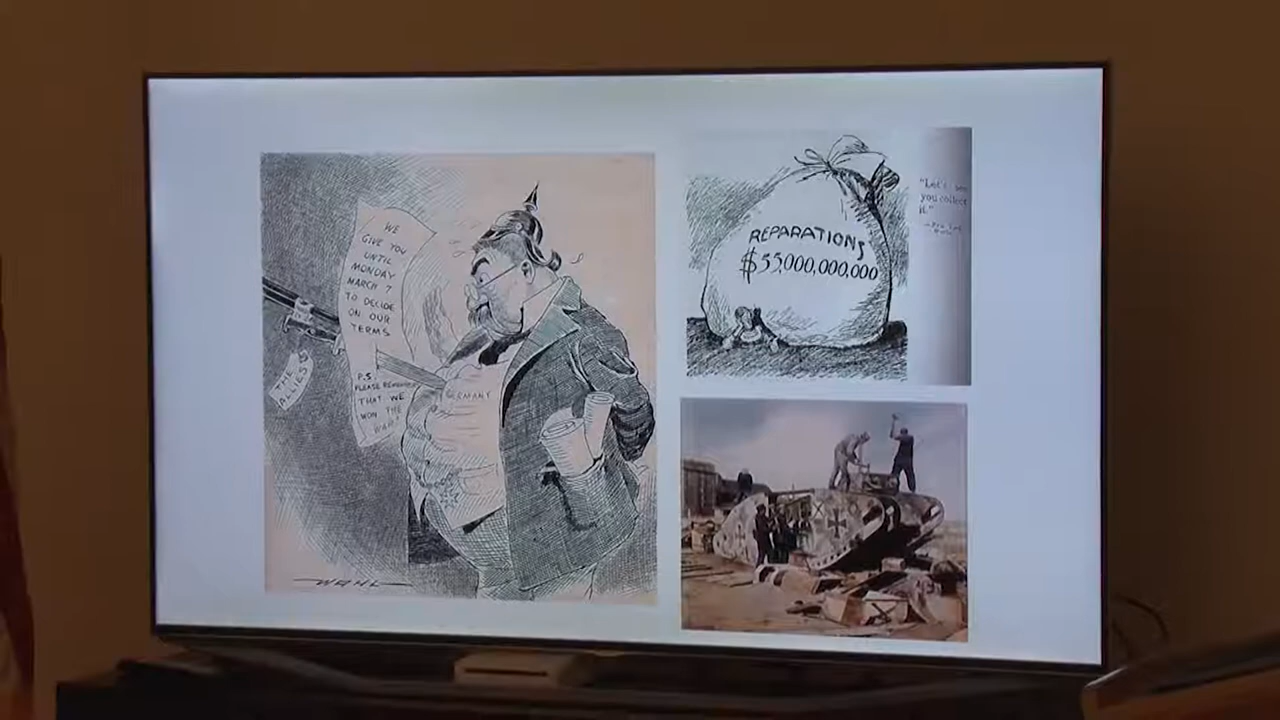 WE
GIVE YOU
UNTIL
MONDAY
MARCH 7
TO DECIDE
ON OUR
TERMS
P.S.
PLEASE REMEMBER
THAT WE
WON THE
WAR
THE
ALLIES
GERMANY
REPARATIONS
$55,000,000,000
"Let's see
you collect
it."